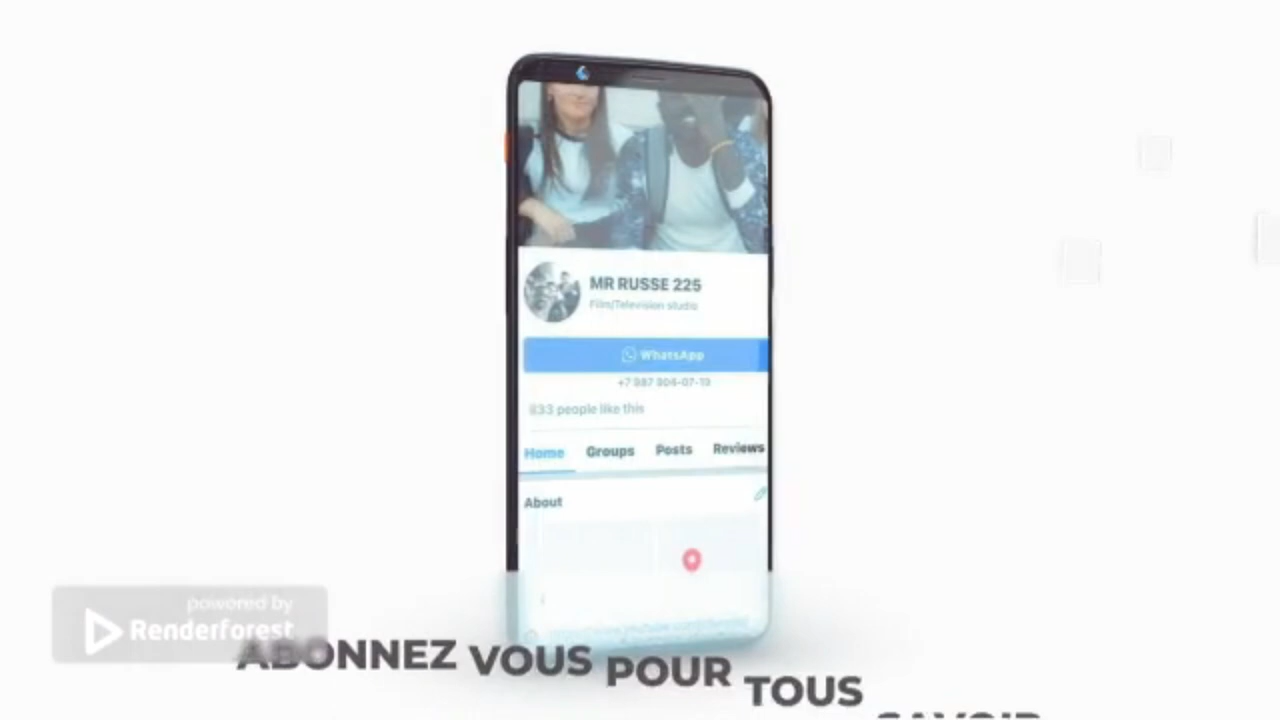 MR RUSSE 225
Film/Television studio
WhatsApp
833 people like this
Home Groups Posts Reviews
About
powered by
Renderforest
ABONNEZ VOUS POUR TOUS
SAVOIR